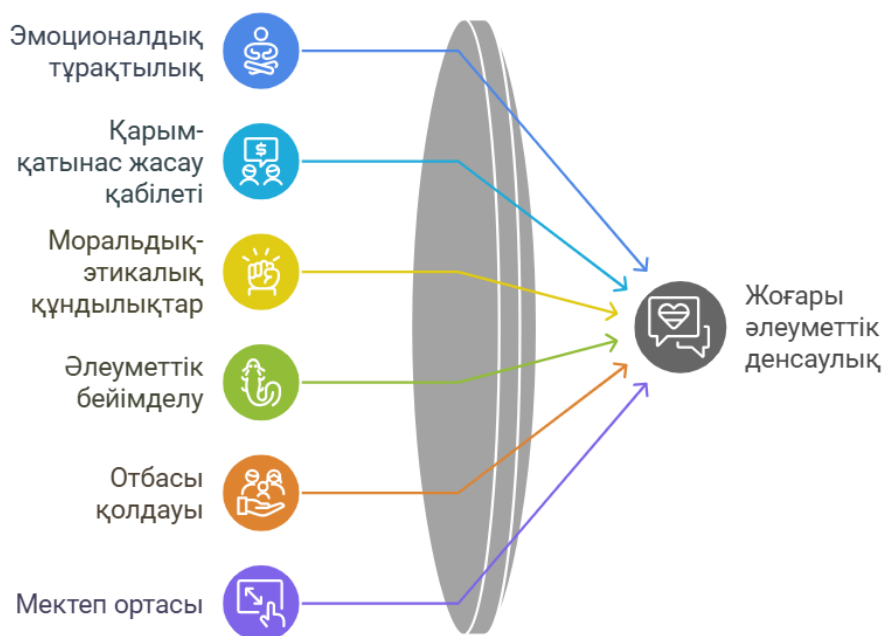 Эмоционалдық
тұрақтылық
Қарым-
қатынас жасау
қабілеті
Моральдық-
этикалық
құндылықтар
Әлеуметтік
бейімделу
Отбасы
қолдауы
Мектеп ортасы
Жоғары
әлеуметтік
денсаулық
$